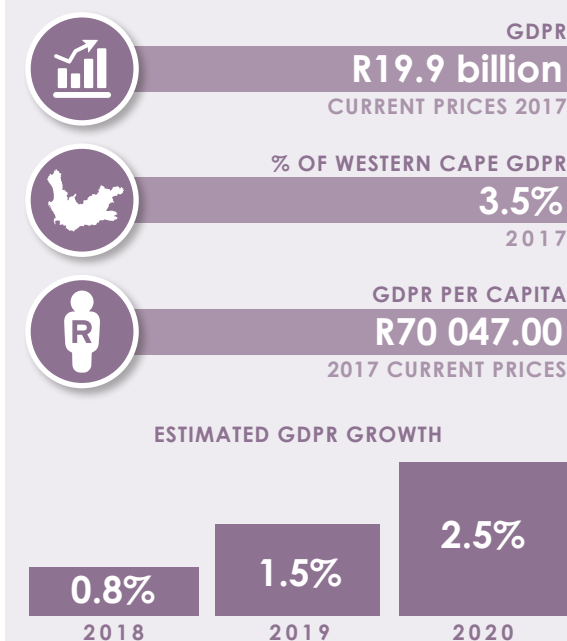 GDPR
R19.9 billion
CURRENT PRICES 2017
% OF WESTERN CAPE GDPR
3.5%
2017
GDPR PER CAPITA
R
R70 047.00
2017 CURRENT PRICES
ESTIMATED GDPR GROWTH
0.8%
1.5%
2.5%
2018
2019
2020